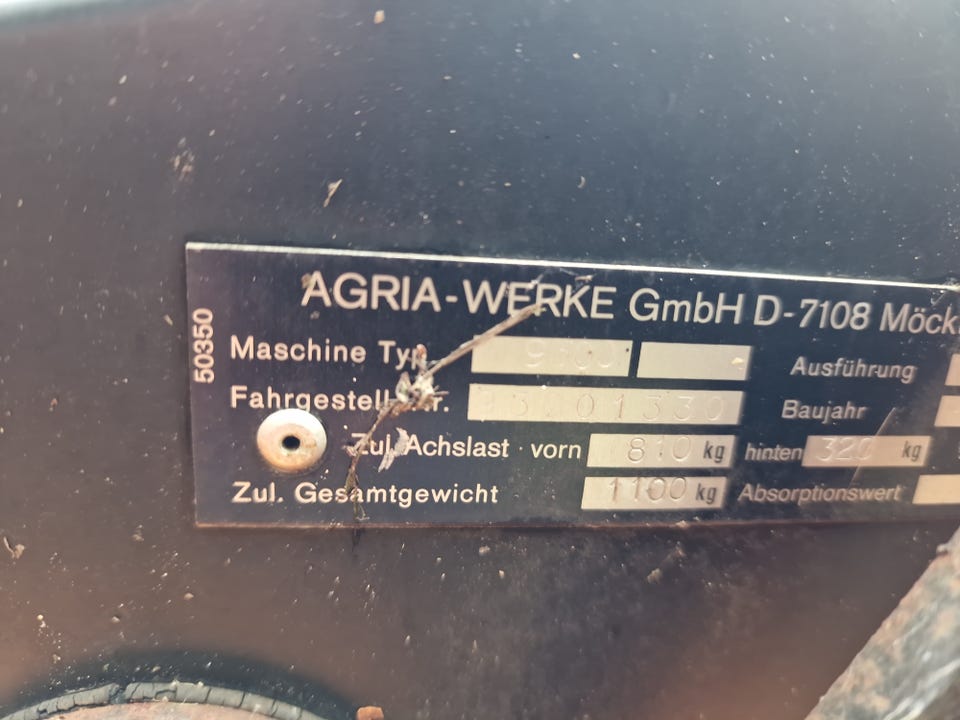 AGRIA-WERKE GmbH D-7108 Möck
50350
Maschine Typ Ausführung
Fahrgestell Baujahr
Zul. Achslast vorn 810 kg hinten 320 kg
Zul. Gesamtgewicht 1100 kg Absorptionswert